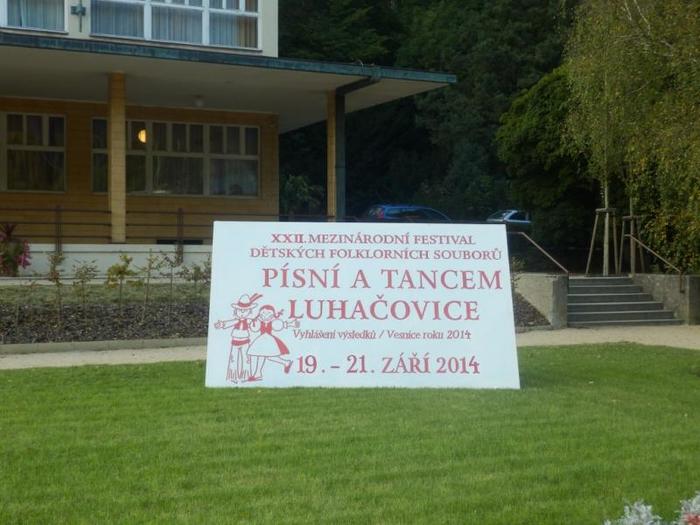 XXII. MEZINÁRODNÍ FESTIVAL
DĚTSKÝCH FOLKLORNÍCH SOUBORŮ
PÍSNÍ A TANCEM
LUHAČOVICE
Vyhlášení výsledků / Vesnice roku 2014
19. - 21. ZÁŘÍ 2014